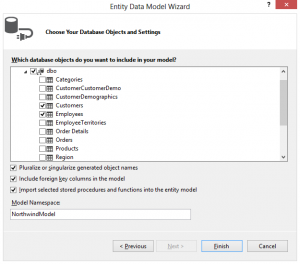 Entity Data Model Wizard
Choose Your Database Objects and Settings
Which database objects do you want to include in your model?
dbo
Categories
CustomerCustomerDemo
CustomerDemographics
Customers
Employees
EmployeeTerritories
Order Details
Orders
Products
Region
Pluralize or singularize generated object names
Include foreign key columns in the model
Import selected stored procedures and functions into the entity model
Model Namespace
NorthwindModel
< Previous
Next >
Finish
Cancel